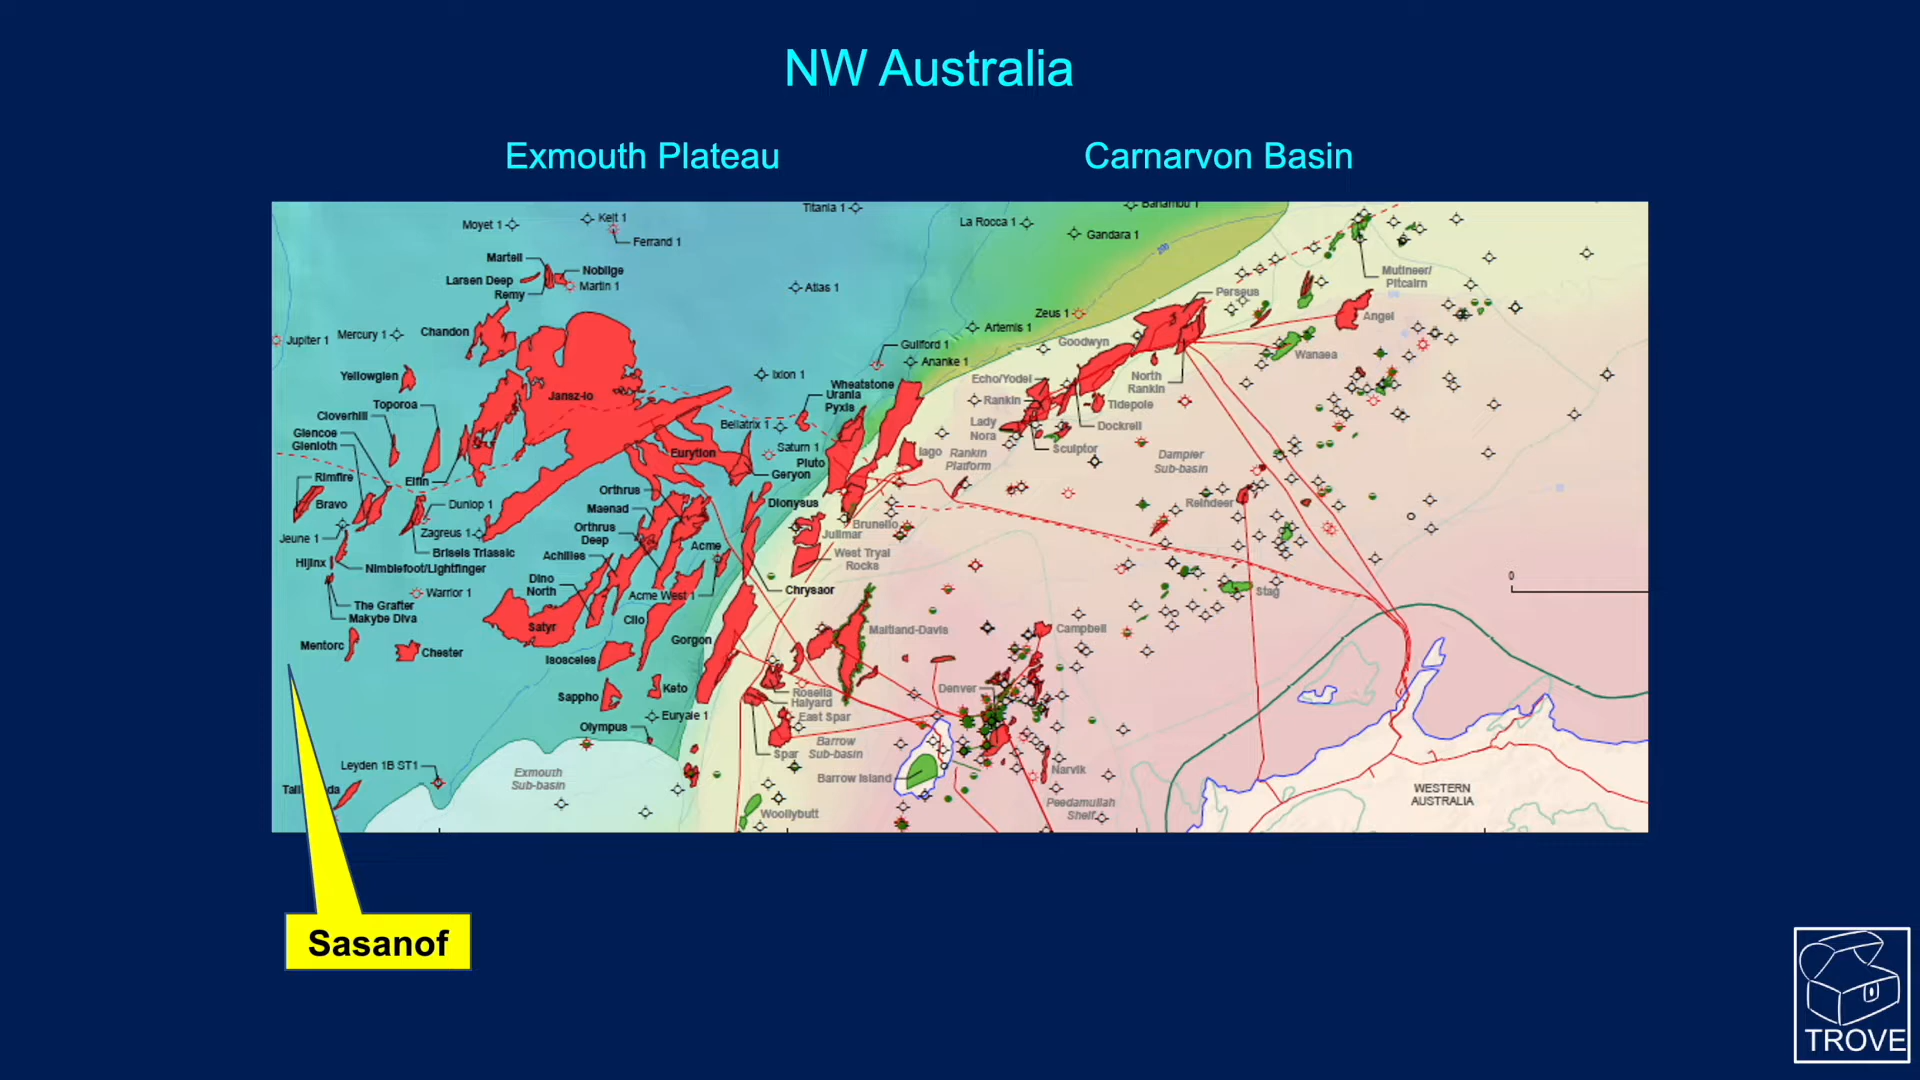 NW Australia
Exmouth Plateau
Carnarvon Basin
Moyet 1
Kelt 1
Ferrand 1
Titania 1
La Rocca 1
Gandara 1
Bahamou 1
Martell
Larsen Deep
Remy
Noblige
Martin 1
Atlas 1
Zeus 1
Artemis 1
Perseus
Mutineer/
Pitcairn
Jupiter 1
Mercury 1
Chandon
Guilford 1
Ananke 1
Goodwyn
Angel
Wanaea
Yellowglen
Jansz-Io
Ixion 1
Wheatstone
Urania
Pyxis
Echo/Yodel
North
Rankin
Toporoa
Cloverhill
Rankin
Tidepole
Glencoe
Glenloth
Bellatrix 1
Lady
Nora
Dockrell
Saturn 1
Eurytion
Pluto
Iago
Rankin
Platform
Sculptor
Dampier
Sub-basin
Rimfire
Elfin
Geryon
Bravo
Dunlop 1
Orthrus
Maenad
Dionysus
Reindeer
Jeune 1
Zagreus 1
Orthrus
Deep
Brunello
Julimar
Briseis Triassic
Achilles
Acme
West Tryal
Rocks
Hijinx
Nimblefoot/Lightfinger
Dino
North
Warrior 1
Acme West 1
Chrysaor
Stag
0
The Grafter
Makybe Diva
Satyr
Clio
Gorgon
Maitland-Davis
Campbell
Mentorc
Chester
Isosceles
Sappho
Keto
Rosella
Halyard
Denver
Olympus
Euryale 1
East Spar
Spar
Barrow
Sub-basin
Leyden 1B ST1
Exmouth
Sub-basin
Barrow Island
Narvik
WESTERN
AUSTRALIA
Woollybutt
Peedamullah
Shelf
Sasanof
TROVE